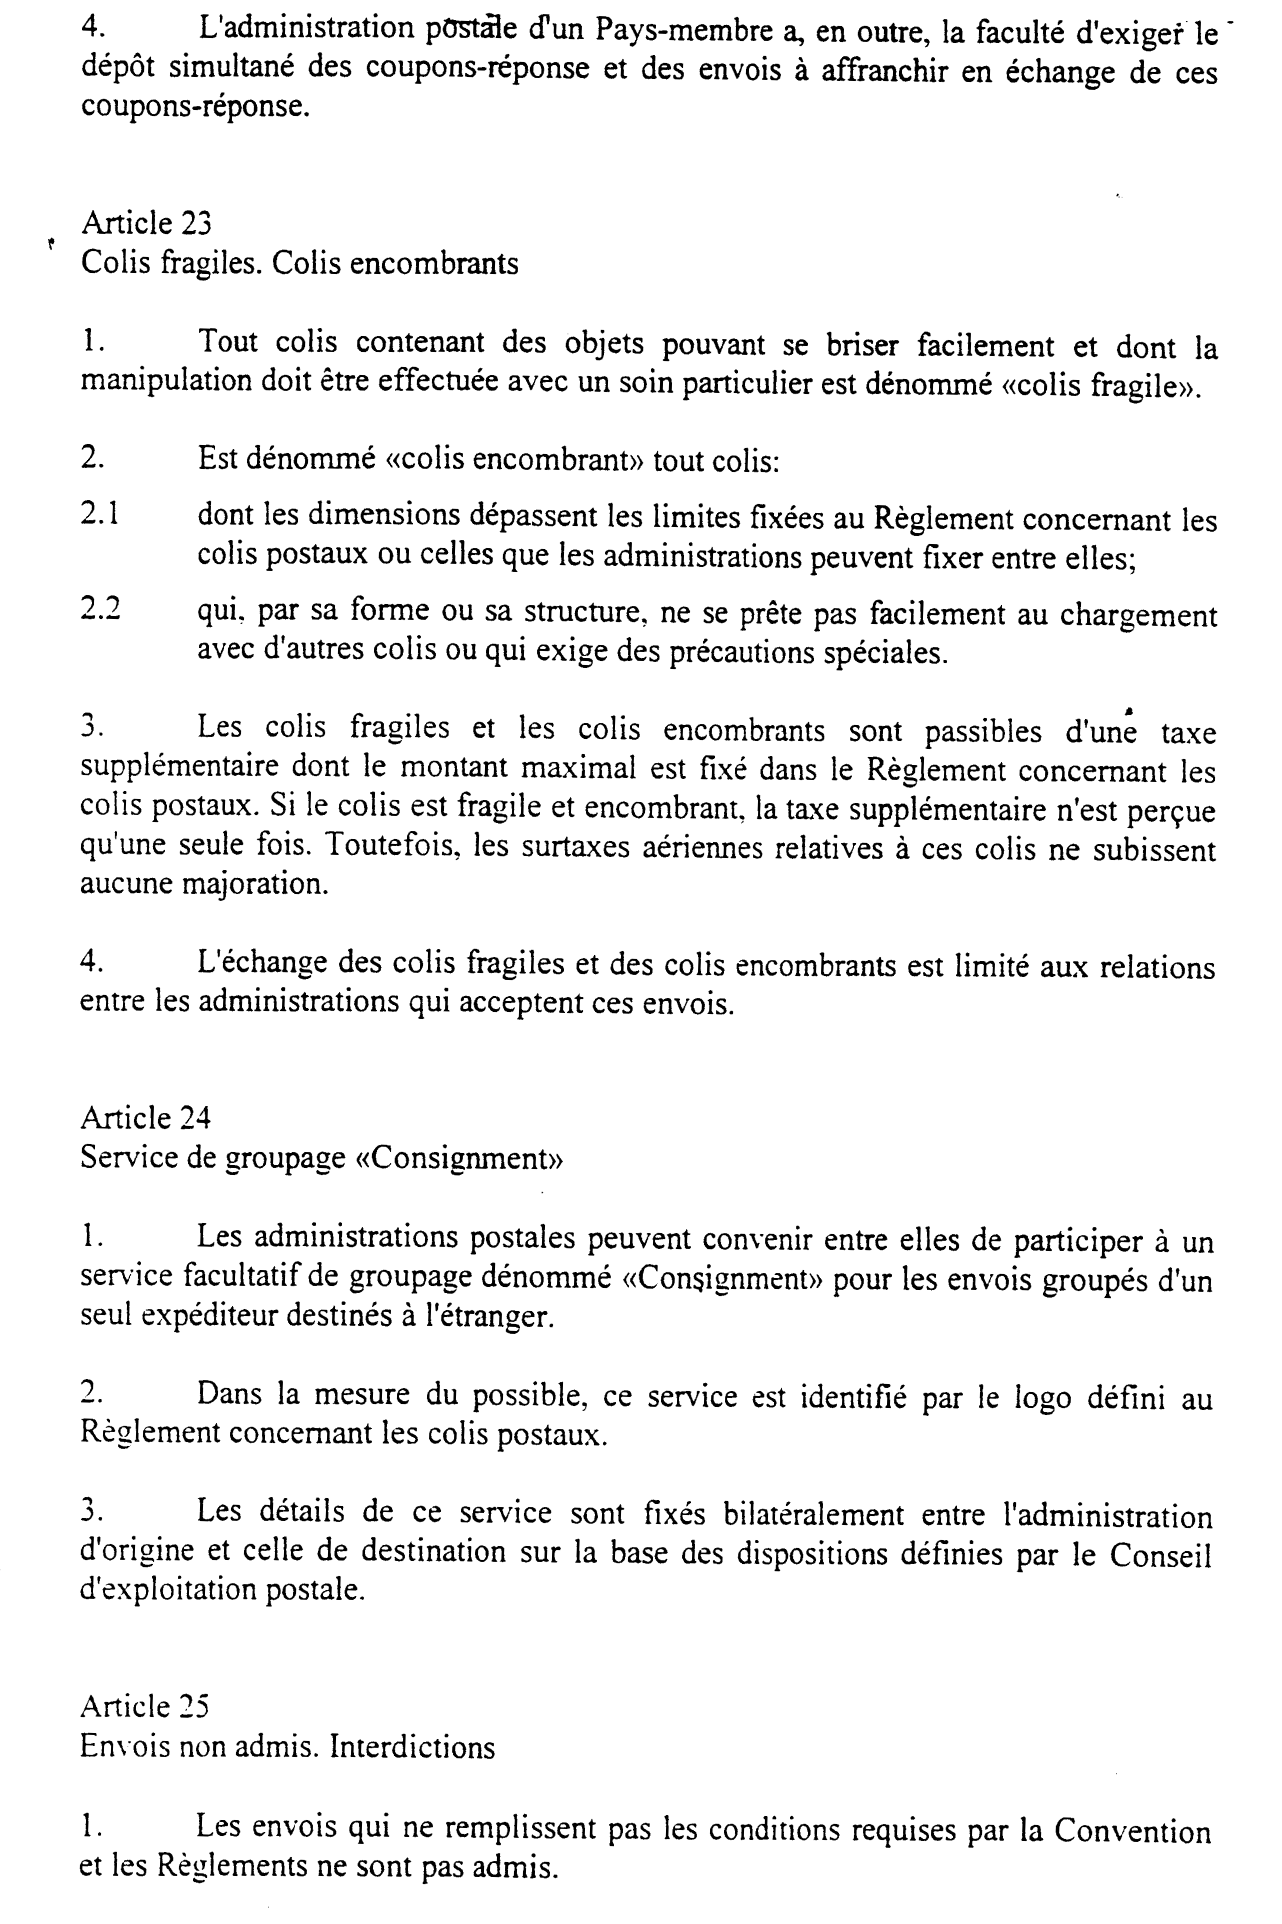 4. L'administration postale d'un Pays-membre a, en outre, la faculté d'exiger le
dépôt simultané des coupons-réponse et des envois à affranchir en échange de ces
coupons-réponse.
Article 23
Colis fragiles. Colis encombrants
1. Tout colis contenant des objets pouvant se briser facilement et dont la
manipulation doit être effectuée avec un soin particulier est dénommé «colis fragile».
2. Est dénommé «colis encombrant» tout colis:
2.1 dont les dimensions dépassent les limites fixées au Règlement concernant les
colis postaux ou celles que les administrations peuvent fixer entre elles;
2.2 qui, par sa forme ou sa structure, ne se prête pas facilement au chargement
avec d'autres colis ou qui exige des précautions spéciales.
3. Les colis fragiles et les colis encombrants sont passibles d'une taxe
supplémentaire dont le montant maximal est fixé dans le Règlement concernant les
colis postaux. Si le colis est fragile et encombrant, la taxe supplémentaire n'est perçue
qu'une seule fois. Toutefois, les surtaxes aériennes relatives à ces colis ne subissent
aucune majoration.
4. L'échange des colis fragiles et des colis encombrants est limité aux relations
entre les administrations qui acceptent ces envois.
Article 24
Service de groupage «Consignment»
1. Les administrations postales peuvent convenir entre elles de participer à un
service facultatif de groupage dénommé «Consignment» pour les envois groupés d'un
seul expéditeur destinés à l'étranger.
2. Dans la mesure du possible, ce service est identifié par le logo défini au
Règlement concernant les colis postaux.
3. Les détails de ce service sont fixés bilatéralement entre l'administration
d'origine et celle de destination sur la base des dispositions définies par le Conseil
d'exploitation postale.
Article 25
Envois non admis. Interdictions
1. Les envois qui ne remplissent pas les conditions requises par la Convention
et les Règlements ne sont pas admis.